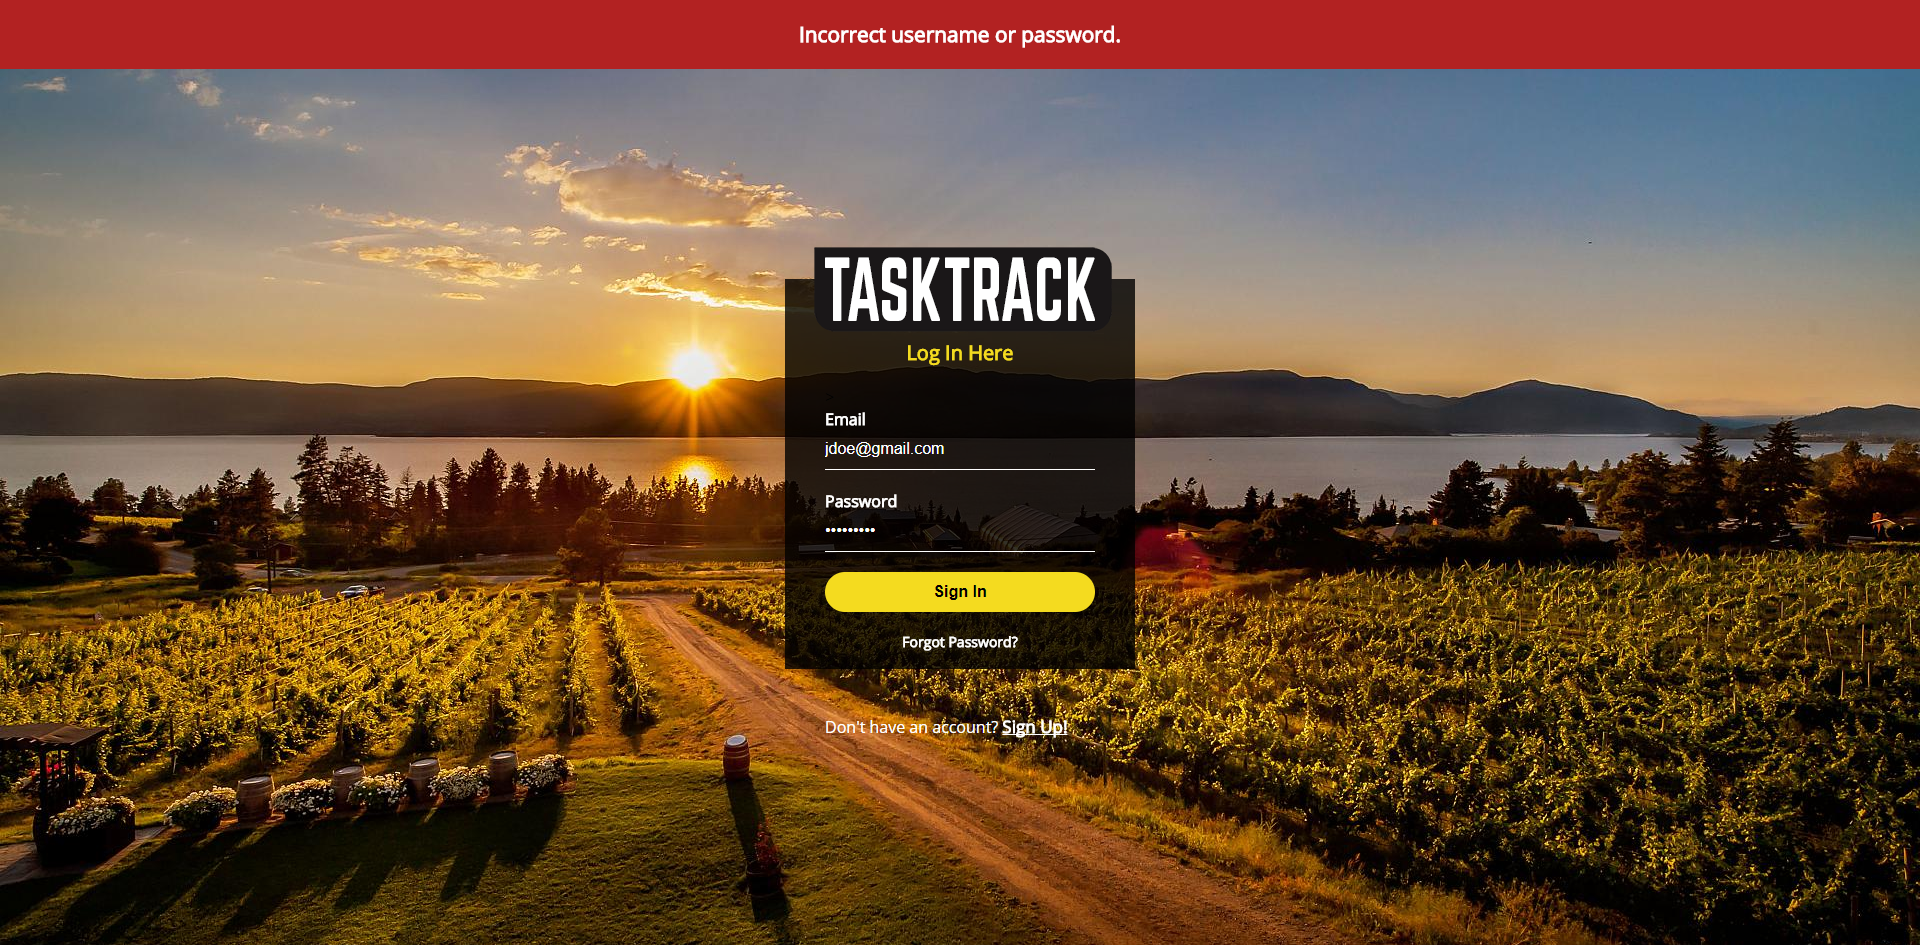 Incorrect username or password.
TASKTRACK
Log In Here
Email
jdoe@gmail.com
Password
•••••••••
Sign In
Forgot Password?
Don't have an account? Sign Up!